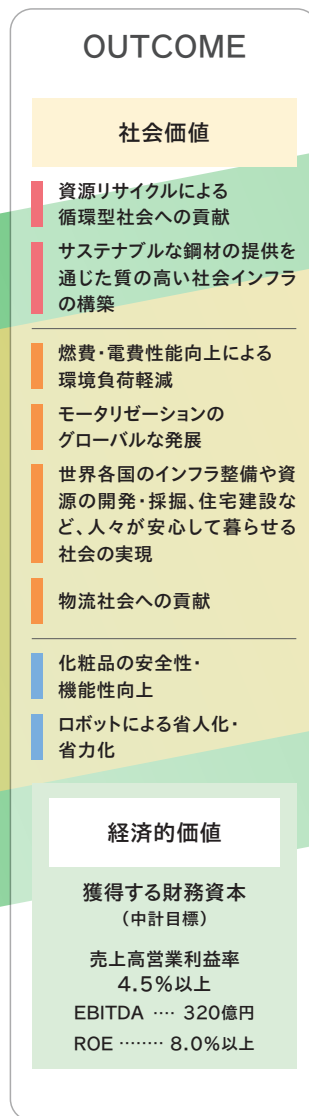 OUTCOME
社会価値
資源リサイクルによる
循環型社会への貢献
サステナブルな鋼材の提供を
通じた質の高い社会インフラ
の構築
燃費・電費性能向上による
環境負荷軽減
モータリゼーションの
グローバルな発展
世界各国のインフラ整備や資
源の開発・採掘、住宅建設な
ど、人々が安心して暮らせる
社会の実現
物流社会への貢献
化粧品の安全性・
機能性向上
ロボットによる省人化・
省力化
経済的価値
獲得する財務資本
（中計目標）
売上高営業利益率
4.5%以上
EBITDA ････ 320億円
ROE ････････ 8.0%以上